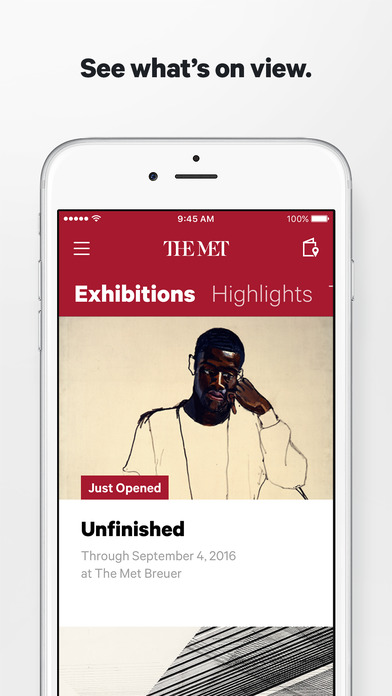 See what's on view.
9:45 AM
100%
THE MET
Exhibitions Highlights
Just Opened
Unfinished
Through September 4, 2016
at The Met Breuer